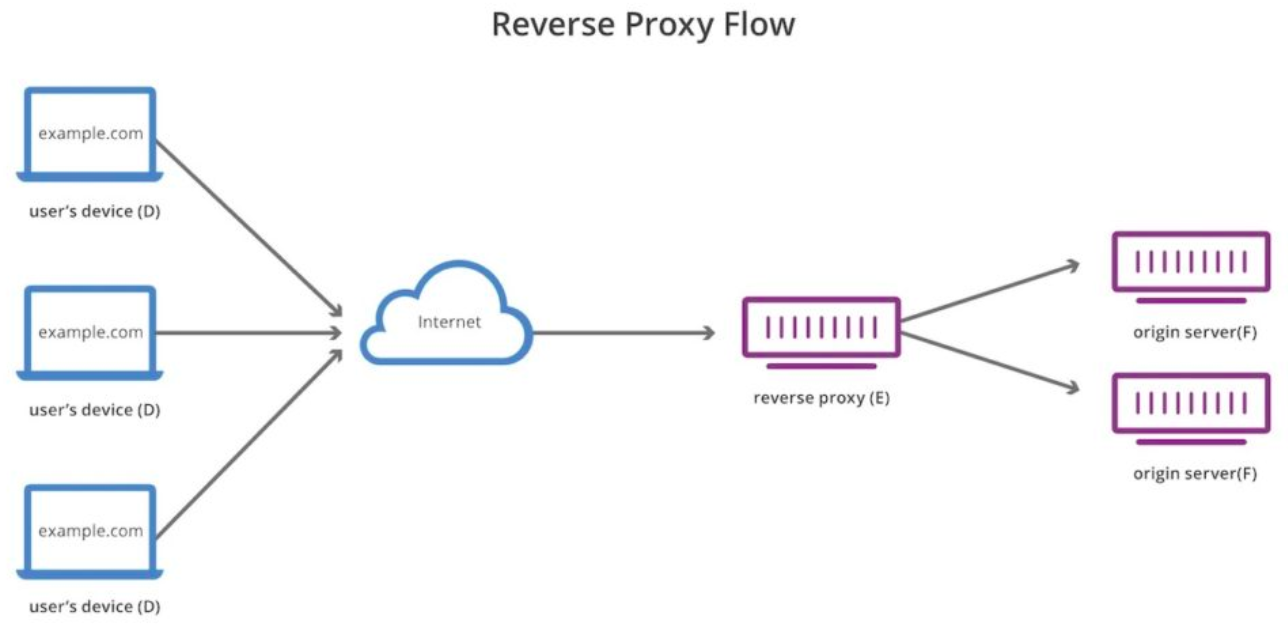 Reverse Proxy Flow
example.com
user's device (D)
example.com
user's device (D)
example.com
user's device (D)
Internet
reverse proxy (E)
origin server(F)
origin server(F)